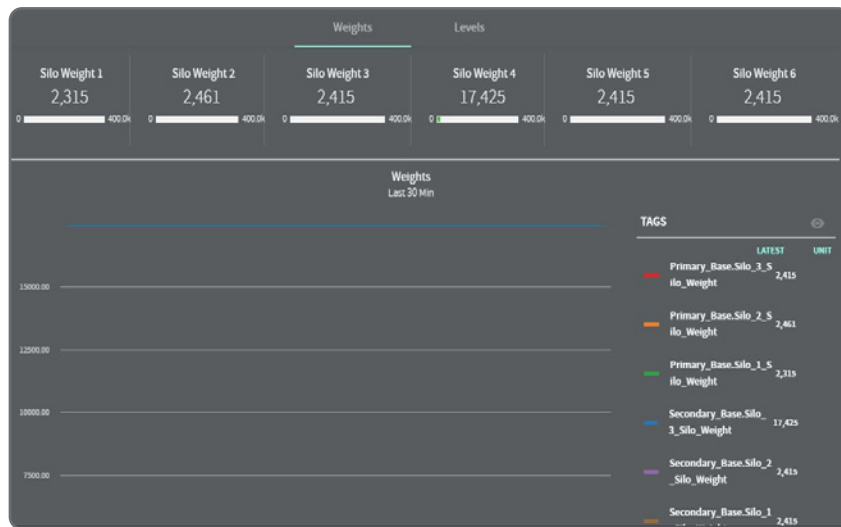 Weights Levels
Silo Weight 1 Silo Weight 2 Silo Weight 3 Silo Weight 4 Silo Weight 5 Silo Weight 6
2,315 2,461 2,415 17,425 2,415 2,415
0 400.0k 0 400.0k 0 400.0k 0 400.0k 0 400.0k 0 400.0k
Weights
Last 30 Min
TAGS
LATEST UNIT
Primary_Base.Silo_3_S
ilo_Weight 2,415
15000.00
Primary_Base.Silo_2_S
ilo_Weight 2,461
12500.00
Primary_Base.Silo_1_S
ilo_Weight 2,315
10000.00
Secondary_Base.Silo_
3_Silo_Weight 17,425
7500.00
Secondary_Base.Silo_2
_Silo_Weight 2,415
Secondary_Base.Silo_1
2,415